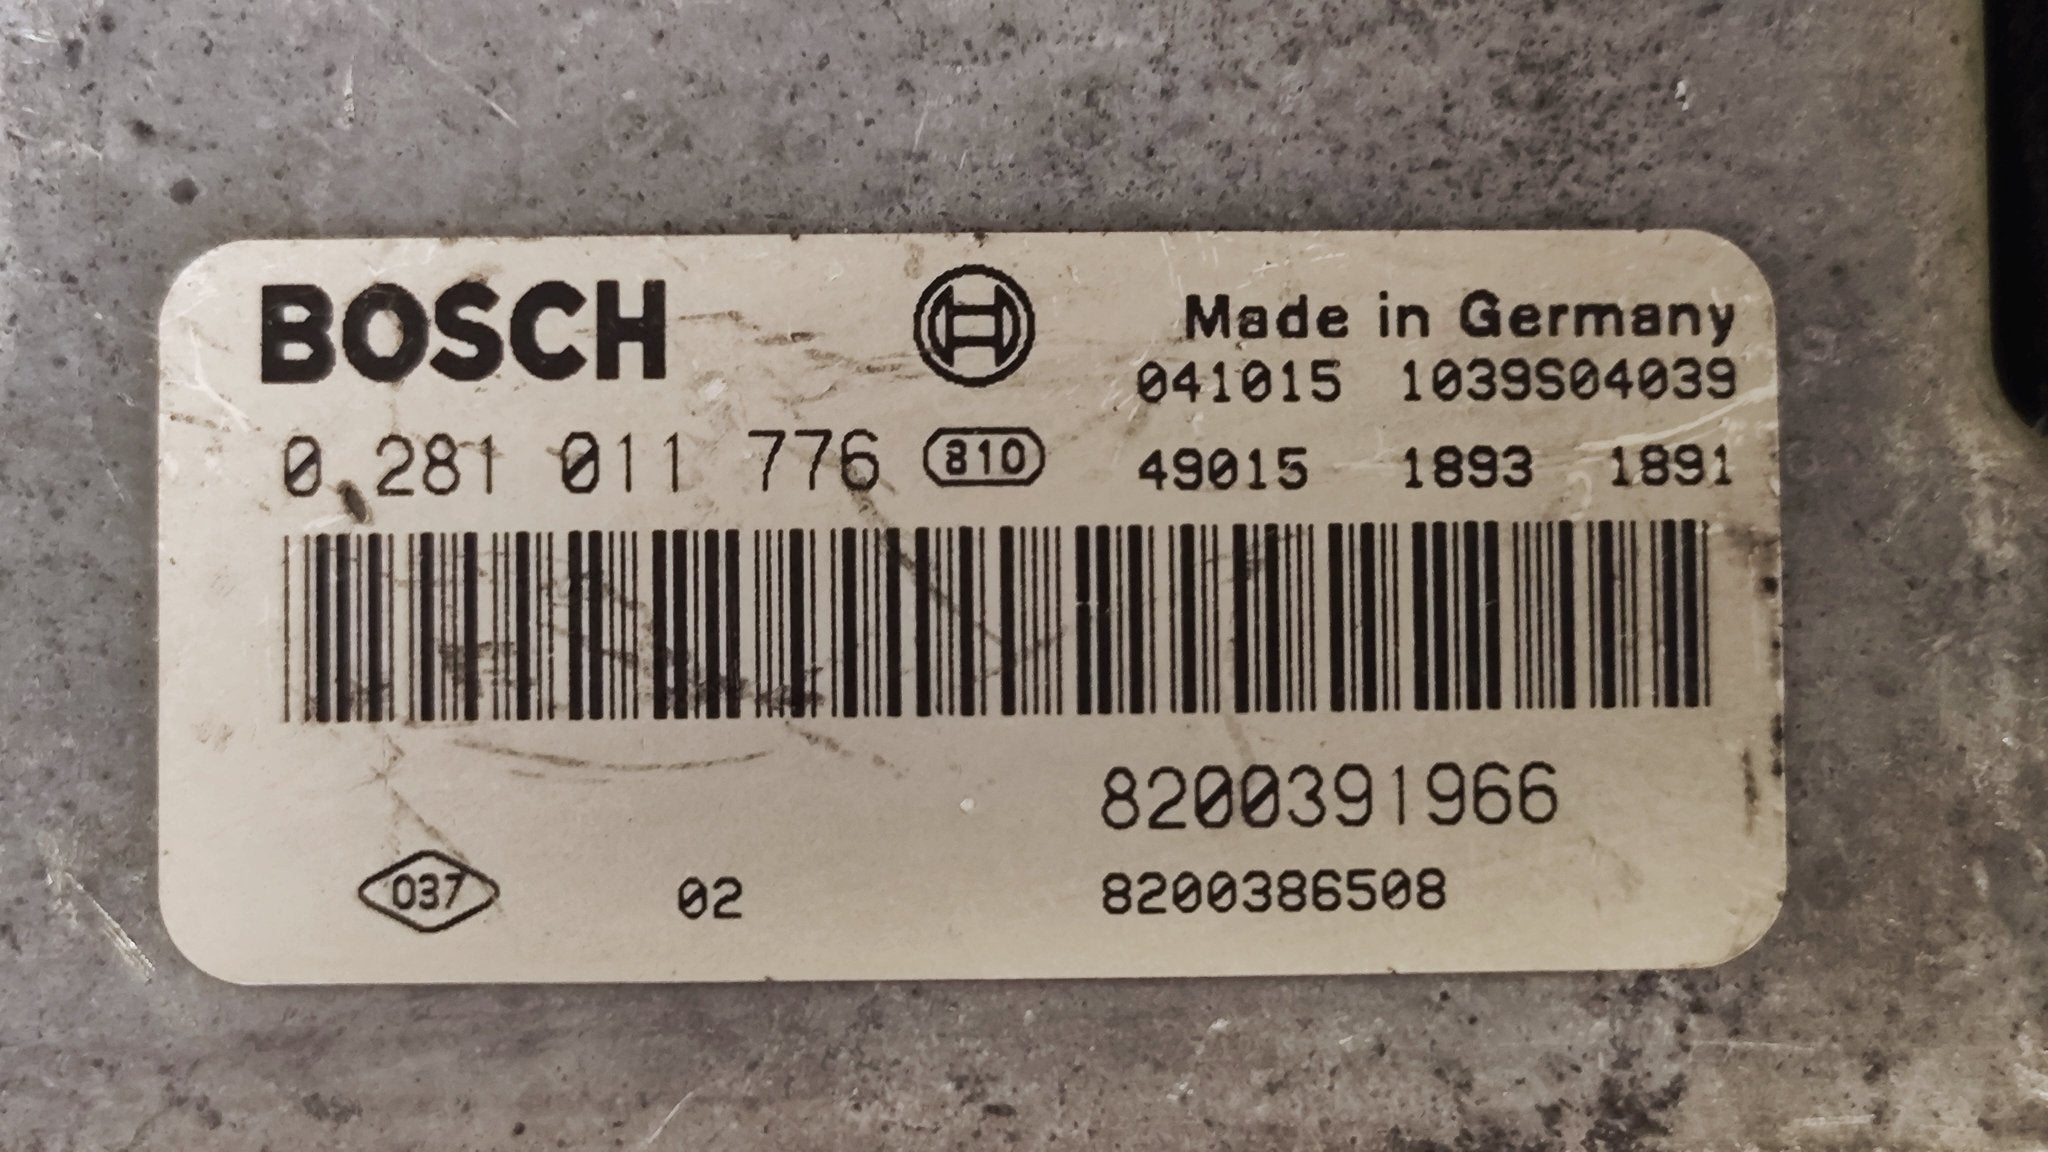 BOSCH
Made in Germany
041015 1039S04039
0 281 011 776 810 49015 1893 1891
8200391966
037 02 8200386508